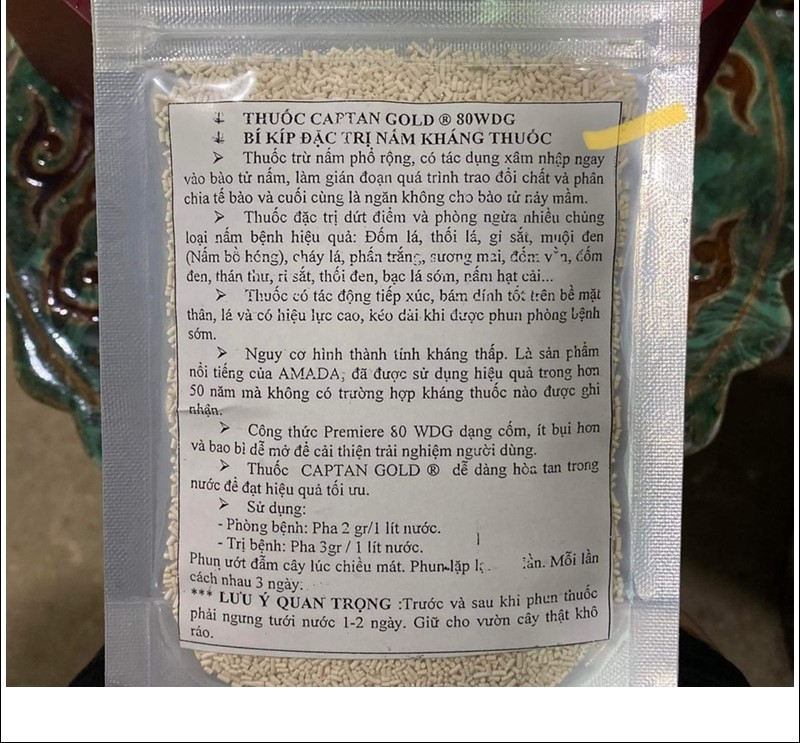 THUỐC CAPTAN GOLD ® 80WDG
BÍ KÍP ĐẶC TRỊ NẤM KHÁNG THUỐC
➢ Thuốc trừ nấm phổ rộng, có tác dụng xâm nhập ngay
vào bào tử nấm, làm gián đoạn quá trình trao đổi chất và phân
chia tế bào và cuối cùng là ngăn không cho bào tử nảy mầm.
➢ Thuốc đặc trị dứt điểm và phòng ngừa nhiều chủng
loại nấm bệnh hiệu quả: Đốm lá, thối lá, gỉ sắt, muội đen
(Nấm bồ hóng), cháy lá, phấn trắng, sương mai, đốm vằn, đốm
đen, thán thư, rỉ sắt, thối đen, bạc lá sớm, nấm hạt cải...
➢ Thuốc có tác động tiếp xúc, bám dính tốt trên bề mặt
thân, lá và có hiệu lực cao, kéo dài khi được phun phòng bệnh
sớm.
➢ Nguy cơ hình thành tính kháng thấp. Là sản phẩm
nổi tiếng của AMADA, đã được sử dụng hiệu quả trong hơn
50 năm mà không có trường hợp kháng thuốc nào được ghi
nhận.
➢ Công thức Premiere 80 WDG dạng cốm, ít bụi hơn
và bao bì dễ mở để cải thiện trải nghiệm người dùng.
➢ Thuốc CAPTAN GOLD ® dễ dàng hòa tan trong
nước để đạt hiệu quả tối ưu.
➢ Sử dụng:
- Phòng bệnh: Pha 2 gr/1 lít nước.
- Trị bệnh: Pha 3gr / 1 lít nước.
Phun ướt đẫm cây lúc chiều mát. Phun lặp lần. Mỗi lần
cách nhau 3 ngày.
*** LƯU Ý QUAN TRỌNG :Trước và sau khi phun thuốc
phải ngưng tưới nước 1-2 ngày. Giữ cho vườn cây thật khô
ráo.